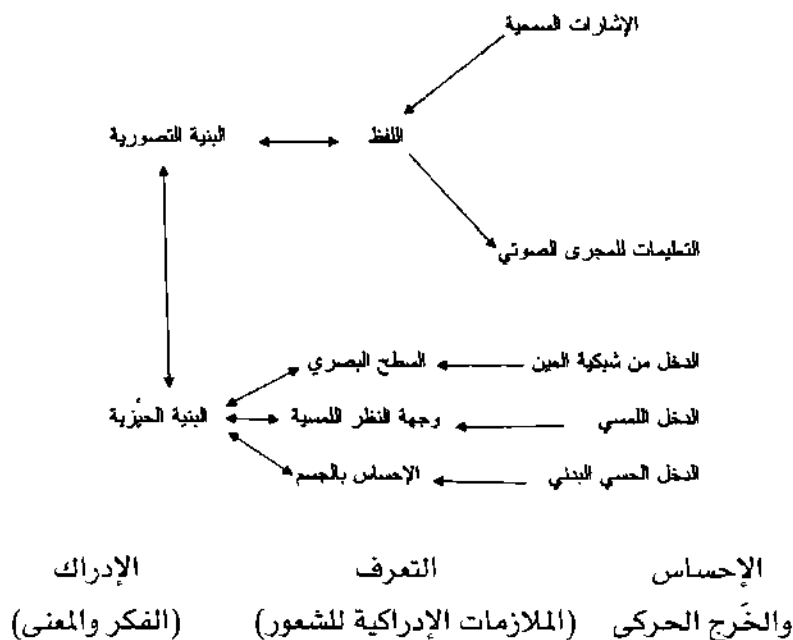 الإشارات السمعية
اللفظ البنية التصورية
التعليمات للمجرى الصوتي
الدخل من شبكية العين السطح البصري
الدخل اللمسي وجهة النظر اللمسية البنية الحيّزية
الدخل الحسي البدني الإحساس بالجسم
الإحساس التعرف الإدراك
والخَرج الحركي (الملازمات الإدراكية للشعور) (الفكر والمعنى)